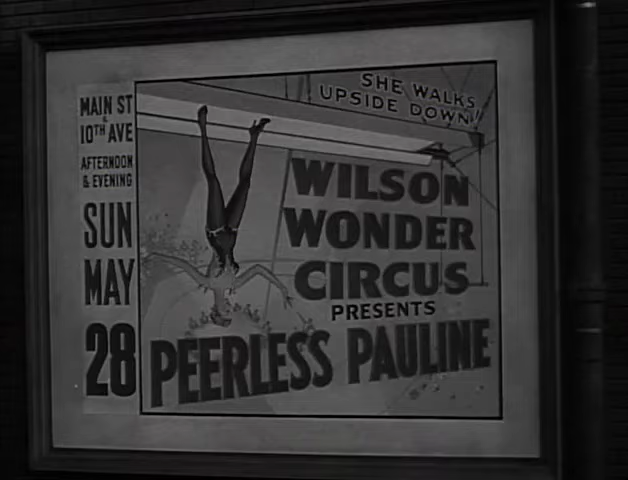 MAIN ST
&
10TH AVE
AFTERNOON
& EVENING
SUN
MAY
28
SHE WALKS
UPSIDE DOWN!
WILSON
WONDER
CIRCUS
PRESENTS
PEERLESS PAULINE